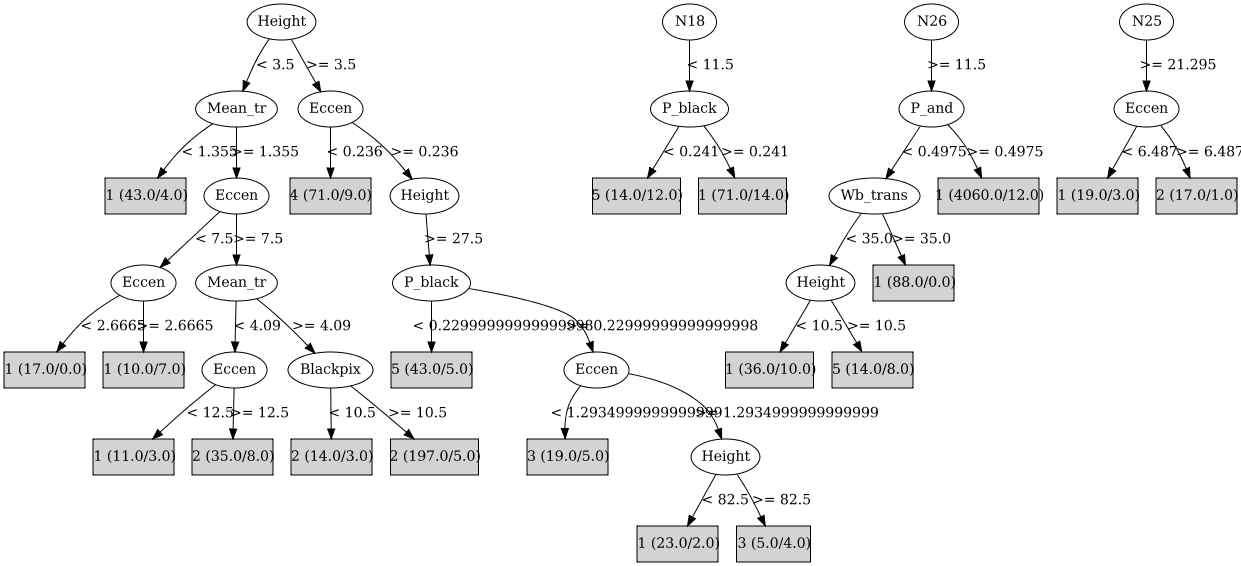 Height N18 N26 N25
< 3.5 >= 3.5 < 11.5 >= 11.5 >= 21.295
Mean_tr Eccen P_black P_and Eccen
< 1.355 >= 1.355 < 0.236 >= 0.236 < 0.241 >= 0.241 < 0.4975 >= 0.4975 < 6.487 >= 6.487
1 (43.0/4.0) Eccen 4 (71.0/9.0) Height 5 (14.0/12.0) 1 (71.0/14.0) Wb_trans 1 (4060.0/12.0) 1 (19.0/3.0) 2 (17.0/1.0)
< 7.5 >= 7.5 >= 27.5 < 35.0 >= 35.0
Eccen Mean_tr P_black Height 1 (88.0/0.0)
< 2.6665 >= 2.6665 < 4.09 >= 4.09 < 0.22999999999999998 >= 0.22999999999999998 < 10.5 >= 10.5
1 (17.0/0.0) 1 (10.0/7.0) Eccen Blackpix 5 (43.0/5.0) Eccen 1 (36.0/10.0) 5 (14.0/8.0)
< 12.5 >= 12.5 < 10.5 >= 10.5 < 1.2934999999999999 >= 1.2934999999999999
1 (11.0/3.0) 2 (35.0/8.0) 2 (14.0/3.0) 2 (197.0/5.0) 3 (19.0/5.0) Height
< 82.5 >= 82.5
1 (23.0/2.0) 3 (5.0/4.0)